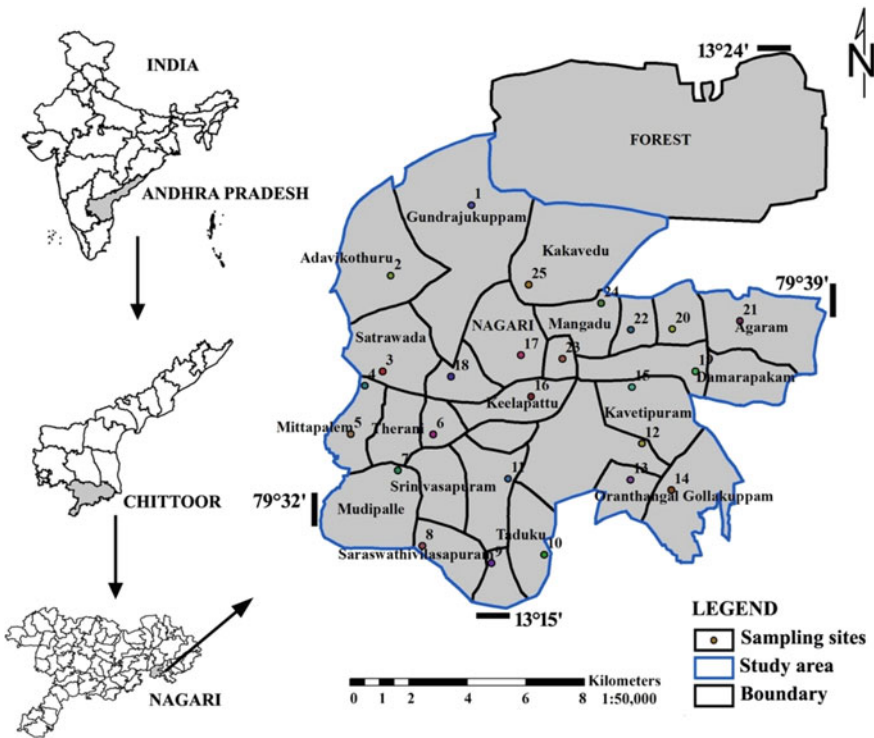 INDIA
ANDHRA PRADESH
CHITTOOR
NAGARI
13°24'
N
FOREST
1
Gundrajukuppam
Adavikothuru 2
Kakavedu
25
79°39'
24
NAGARI
Mangadu
22
20
21
Agaram
Satrawada
18
17
23
3
4
19
Damarapakam
16
15
Keelapattu
Kavetipuram
Mittapalem 5
Therani
6
12
7
11
13
14
Srinivasapuram
Oranthangal Gollakuppam
79°32'
Mudipalle
Taduku
8
Saraswathivilasapuram 9
10
13°15'
LEGEND
Sampling sites
Study area
Boundary
Kilometers
0 1 2 4 6 8 1:50,000